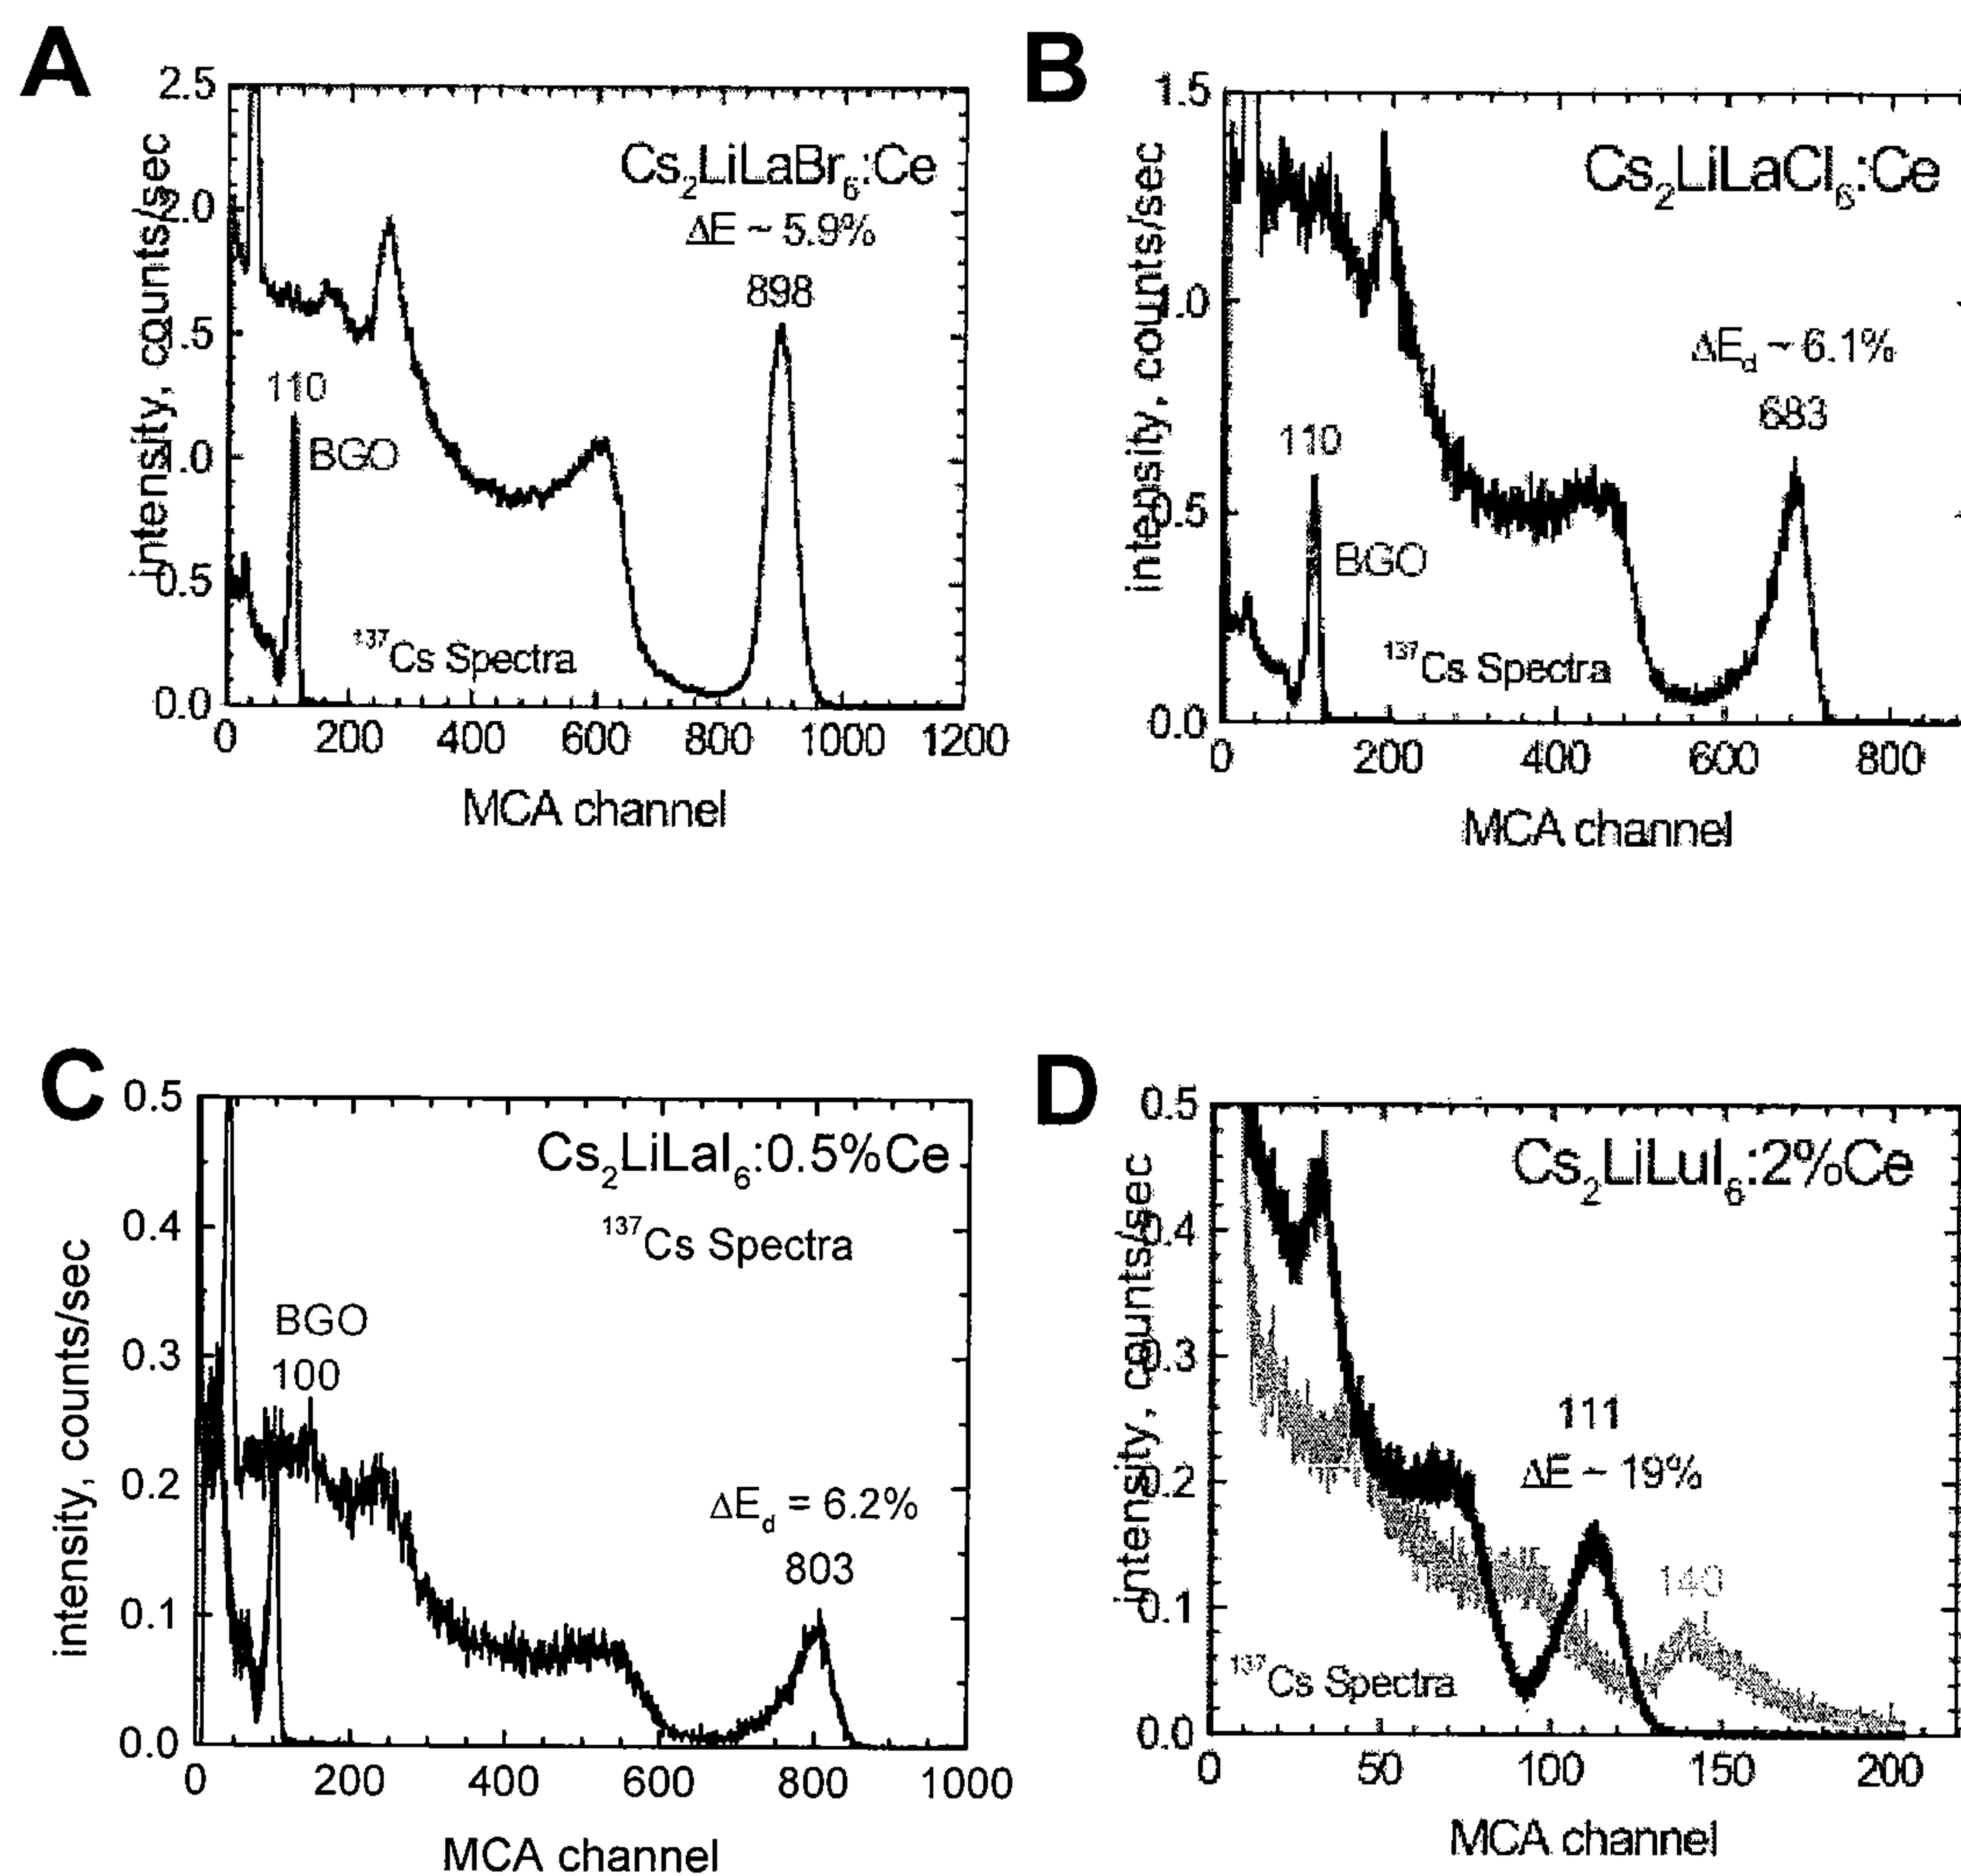 A
intensity, counts/sec
2.5
2.0
1.5
1.0
0.5
0.0
Cs₂LiLaBr₆:Ce
ΔE ~ 5.9%
898
110
BGO
¹³⁷Cs Spectra
0 200 400 600 800 1000 1200
MCA channel
B
intensity, counts/sec
1.5
1.0
0.5
0.0
Cs₂LiLaCl₆:Ce
ΔE_d ~ 6.1%
683
110
BGO
¹³⁷Cs Spectra
0 200 400 600 800
MCA channel
C
intensity, counts/sec
0.5
0.4
0.3
0.2
0.1
0.0
Cs₂LiLaI₆:0.5%Ce
¹³⁷Cs Spectra
BGO
100
ΔE_d = 6.2%
803
0 200 400 600 800 1000
MCA channel
D
intensity, counts/sec
0.5
0.4
0.3
0.2
0.1
0.0
Cs₂LiLuI₆:2%Ce
111
ΔE ~ 19%
140
¹³⁷Cs Spectra
0 50 100 150 200
MCA channel